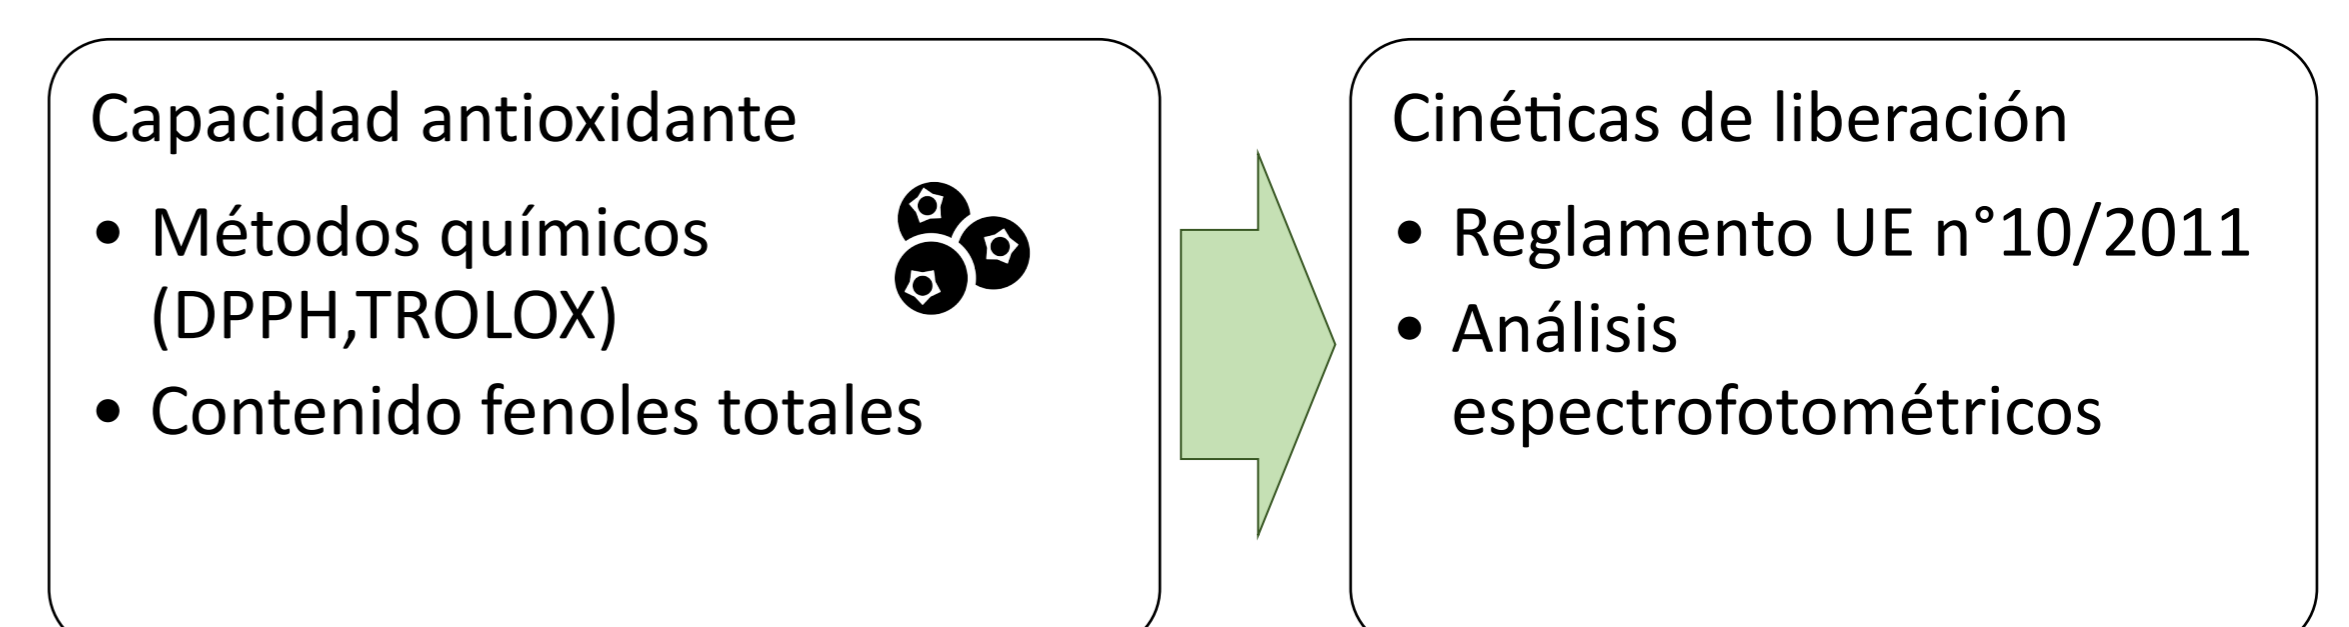 Capacidad antioxidante
• Métodos químicos
(DPPH,TROLOX)
• Contenido fenoles totales
Cinéticas de liberación
• Reglamento UE n°10/2011
• Análisis
espectrofotométricos